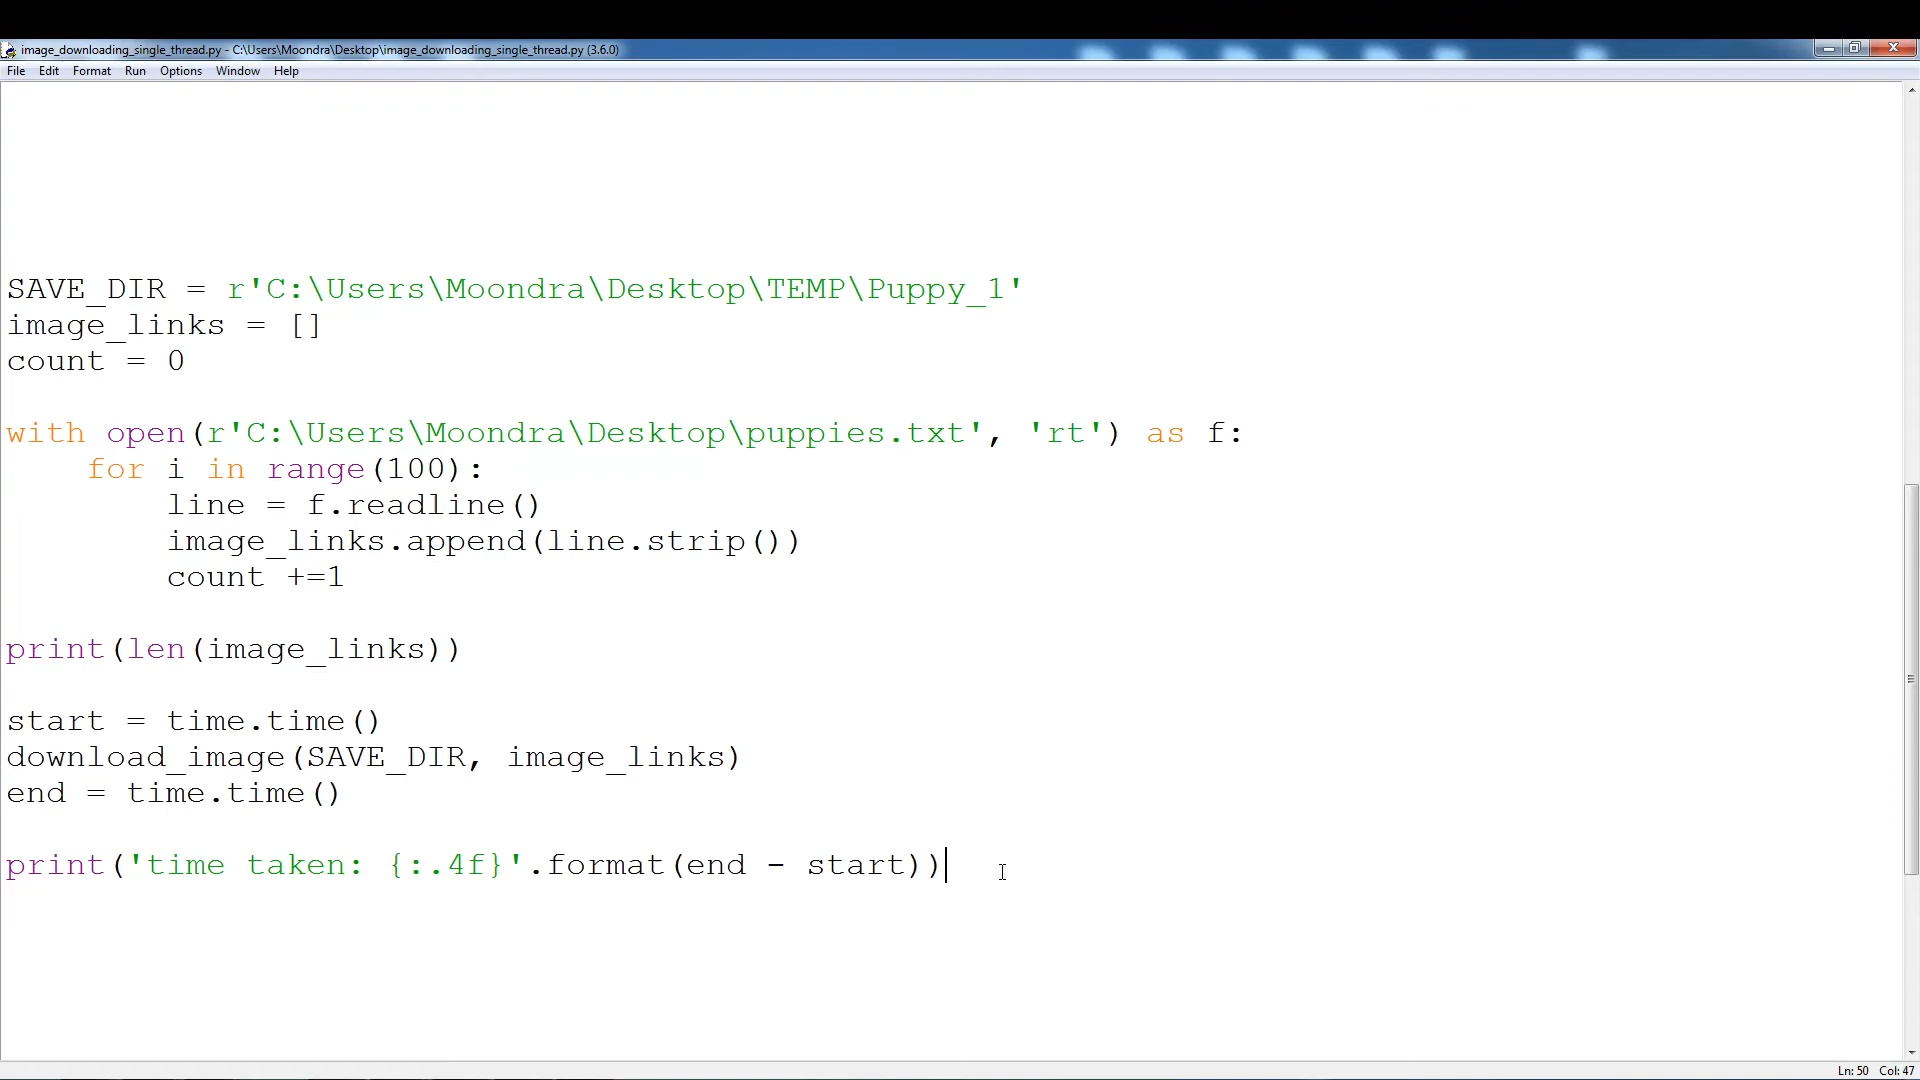 image_downloading_single_thread.py - C:\Users\Moondra\Desktop\image_downloading_single_thread.py (3.6.0)
File Edit Format Run Options Window Help
SAVE_DIR = r'C:\Users\Moondra\Desktop\TEMP\Puppy_1'
image_links = []
count = 0
with open(r'C:\Users\Moondra\Desktop\puppies.txt', 'rt') as f:
for i in range(100):
line = f.readline()
image_links.append(line.strip())
count +=1
print(len(image_links))
start = time.time()
download_image(SAVE_DIR, image_links)
end = time.time()
print('time taken: {:.4f}'.format(end - start))
Ln: 50 Col: 47